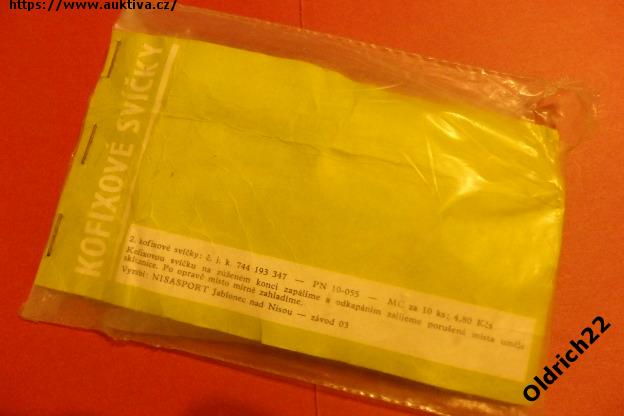 https://www.auktiva.cz/
KOFIXOVÉ SVÍČKY
2. kofixové svíčky: č. j. k. 744 193 347 — PN 10-055 — MC za 10 ks: 4,80 Kčs
Kofixovou svíčku na zúženém konci zapálíme a odkapáním zalijeme porušená místa umělé
sklznice. Po opravě místo mírně zahladíme.
Vyrobí: NISASPORT Jablonec nad Nisou — závod 03
Oldrich22